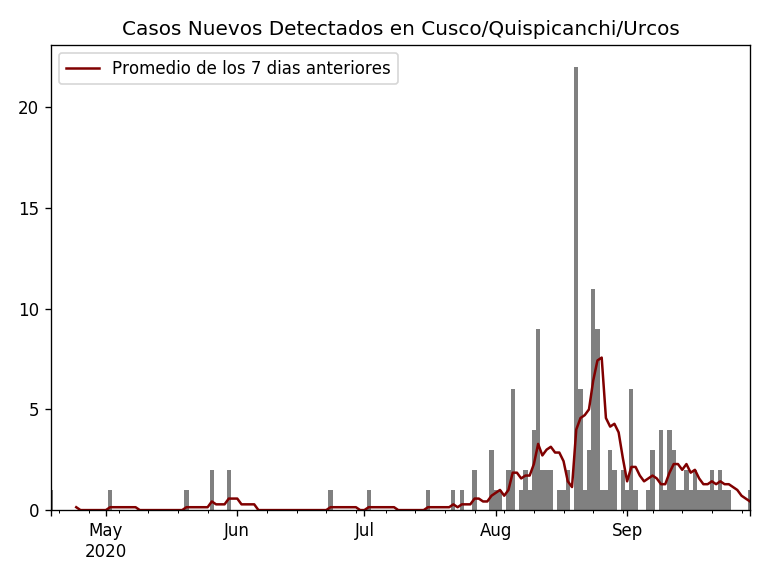 Casos Nuevos Detectados en Cusco/Quispicanchi/Urcos
Promedio de los 7 dias anteriores
20
15
10
5
0
May Jun Jul Aug Sep
2020